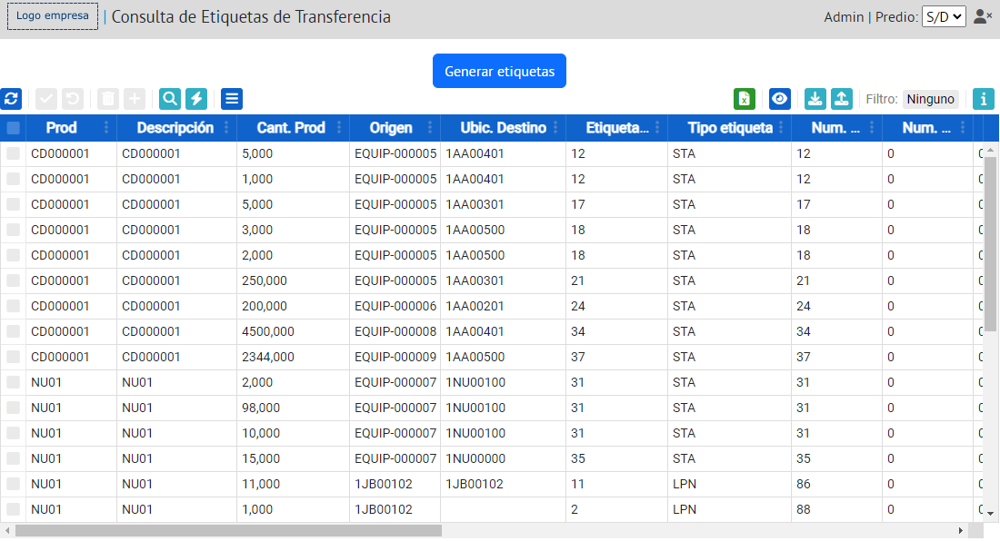 Logo empresa | Consulta de Etiquetas de Transferencia Admin | Predio: S/D
Generar etiquetas
Filtro: Ninguno
Prod Descripción Cant. Prod Origen Ubic. Destino Etiqueta... Tipo etiqueta Num. ... Num. ...
CD000001 CD000001 5,000 EQUIP-000005 1AA00401 12 STA 12 0
CD000001 CD000001 1,000 EQUIP-000005 1AA00401 12 STA 12 0
CD000001 CD000001 5,000 EQUIP-000005 1AA00301 17 STA 17 0
CD000001 CD000001 3,000 EQUIP-000005 1AA00500 18 STA 18 0
CD000001 CD000001 2,000 EQUIP-000005 1AA00500 18 STA 18 0
CD000001 CD000001 250,000 EQUIP-000005 1AA00301 21 STA 21 0
CD000001 CD000001 200,000 EQUIP-000006 1AA00201 24 STA 24 0
CD000001 CD000001 4500,000 EQUIP-000008 1AA00401 34 STA 34 0
CD000001 CD000001 2344,000 EQUIP-000009 1AA00500 37 STA 37 0
NU01 NU01 2,000 EQUIP-000007 1NU00100 31 STA 31 0
NU01 NU01 98,000 EQUIP-000007 1NU00100 31 STA 31 0
NU01 NU01 10,000 EQUIP-000007 1NU00100 31 STA 31 0
NU01 NU01 15,000 EQUIP-000007 1NU00000 35 STA 35 0
NU01 NU01 11,000 1JB00102 1JB00102 11 LPN 86 0
NU01 NU01 1,000 1JB00102 2 LPN 88 0